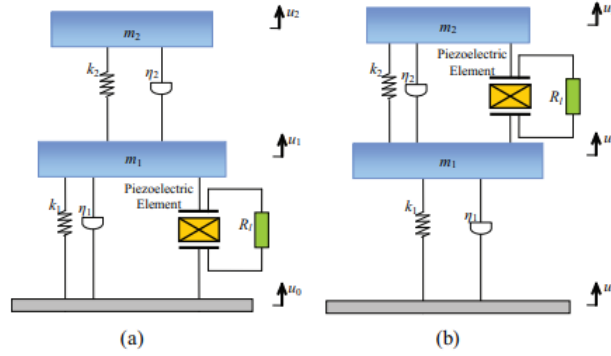 m2
u2
k2
η2
m1
u1
Piezoelectric
Element
k1
η1
Rl
u0
(a)
m2
u
Piezoelectric
Element
k2
η2
Rl
m1
u
k1
η1
u
(b)